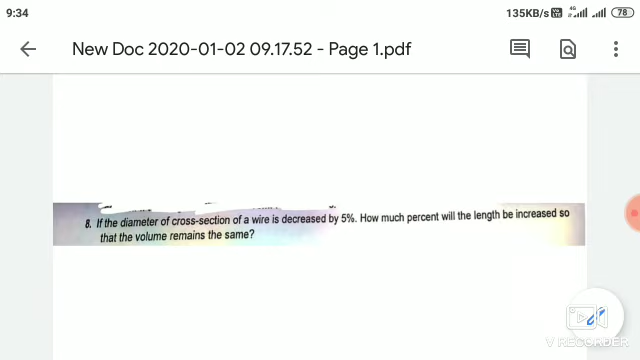 9:34
135KB/s
4G
78
New Doc 2020-01-02 09.17.52 - Page 1.pdf
8. If the diameter of cross-section of a wire is decreased by 5%. How much percent will the length be increased so
that the volume remains the same?
V RECORDER